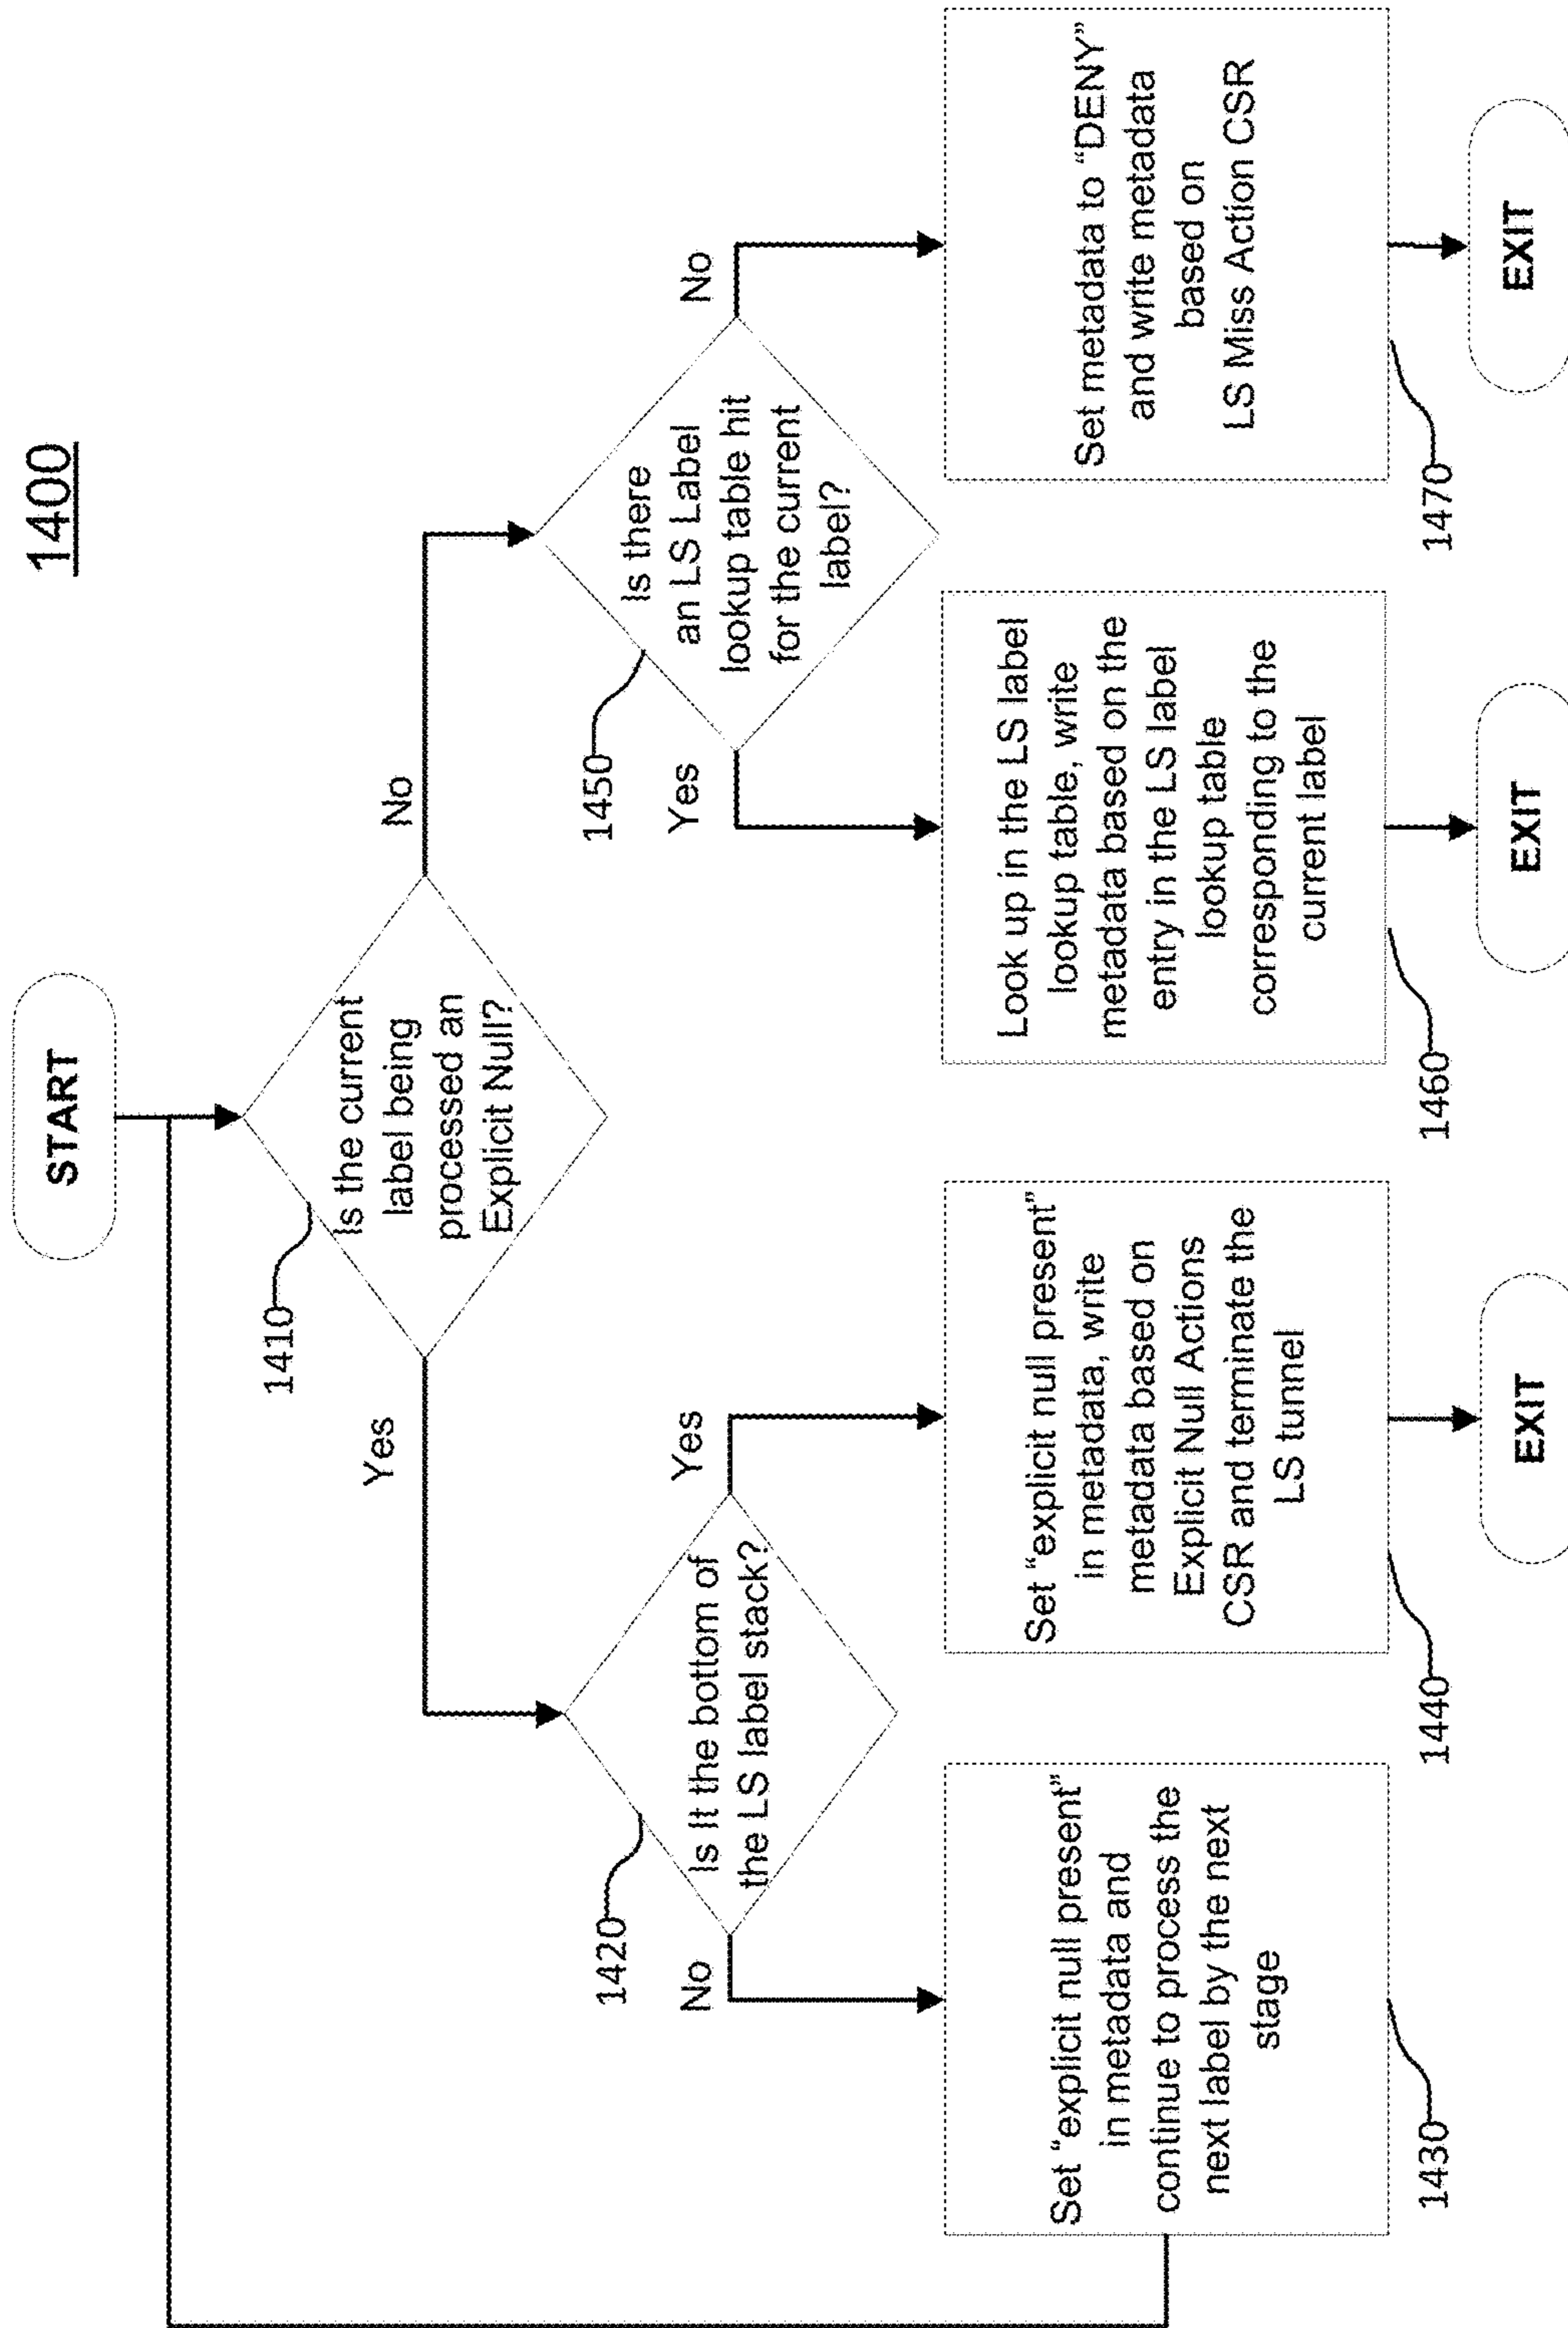 1400
START
Is the current
label being
processed an
Explicit Null?
1410
Yes
No
Is It the bottom of
the LS label stack?
1420
No
Yes
Is there
an LS Label
lookup table hit
for the current
label?
1450
Yes
No
Set “explicit null present”
in metadata and
continue to process the
next label by the next
stage
1430
Set “explicit null present”
in metadata, write
metadata based on
Explicit Null Actions
CSR and terminate the
LS tunnel
1440
EXIT
Look up in the LS label
lookup table, write
metadata based on the
entry in the LS label
lookup table
corresponding to the
current label
1460
EXIT
Set metadata to “DENY”
and write metadata
based on
LS Miss Action CSR
1470
EXIT